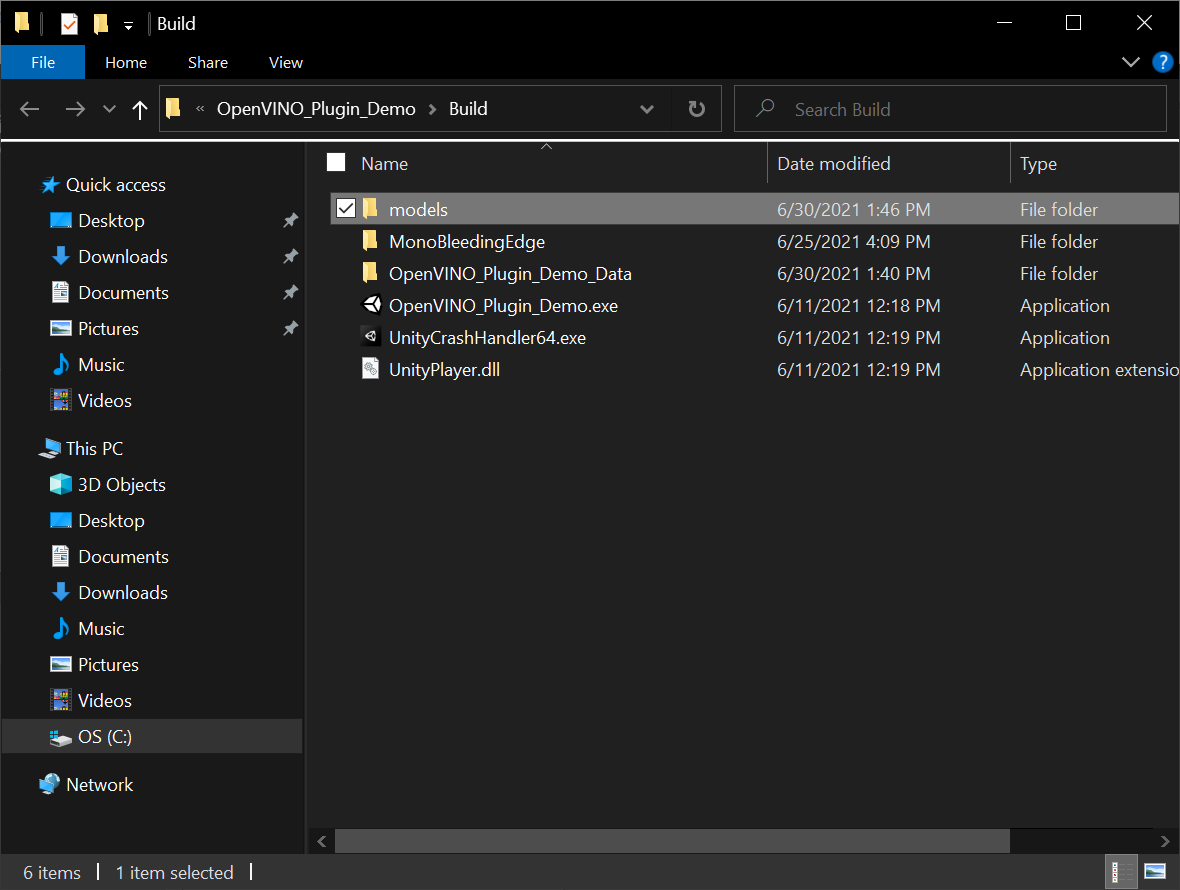 Build
File Home Share View
« OpenVINO_Plugin_Demo > Build Search Build
Name Date modified Type
models 6/30/2021 1:46 PM File folder
MonoBleedingEdge 6/25/2021 4:09 PM File folder
OpenVINO_Plugin_Demo_Data 6/30/2021 1:40 PM File folder
OpenVINO_Plugin_Demo.exe 6/11/2021 12:18 PM Application
UnityCrashHandler64.exe 6/11/2021 12:19 PM Application
UnityPlayer.dll 6/11/2021 12:19 PM Application extensio
Quick access
Desktop
Downloads
Documents
Pictures
Music
Videos
This PC
3D Objects
Desktop
Documents
Downloads
Music
Pictures
Videos
OS (C:)
Network
6 items 1 item selected